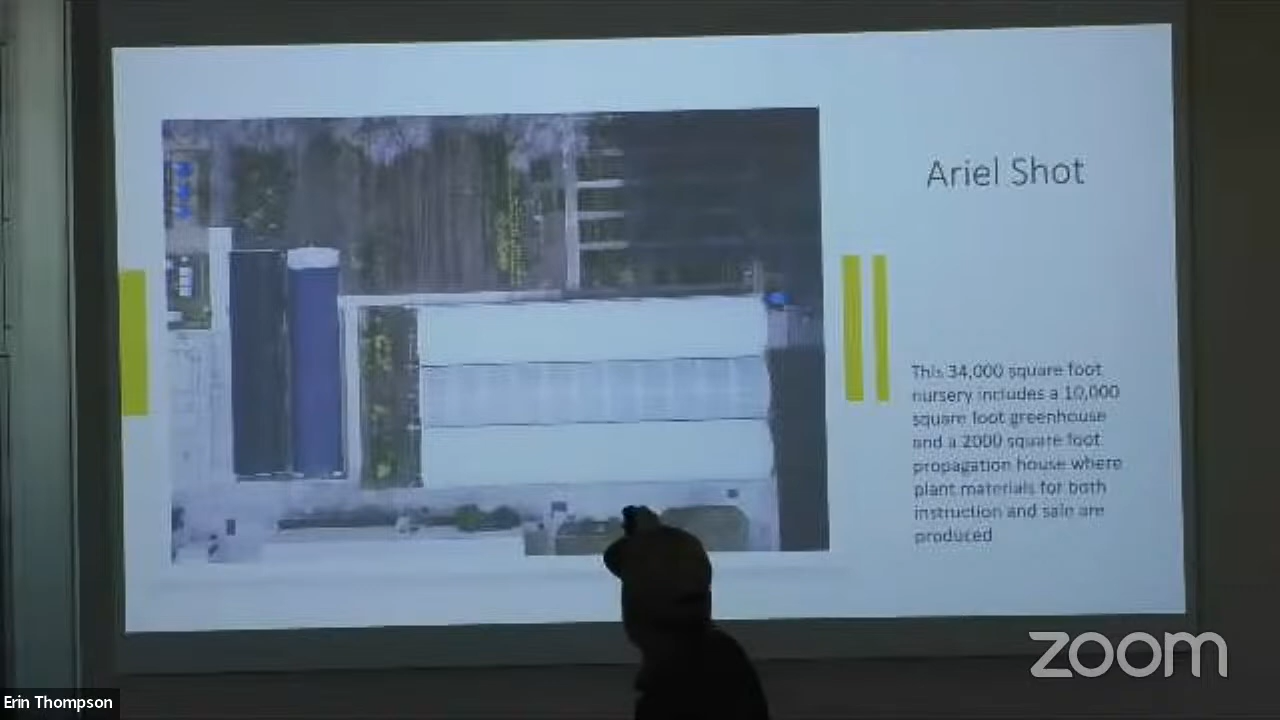 Ariel Shot
This 34,000 square foot
nursery includes a 10,000
square foot greenhouse
and a 2000 square foot
propagation house where
plant materials for both
instruction and sale are
produced
zoom
Erin Thompson